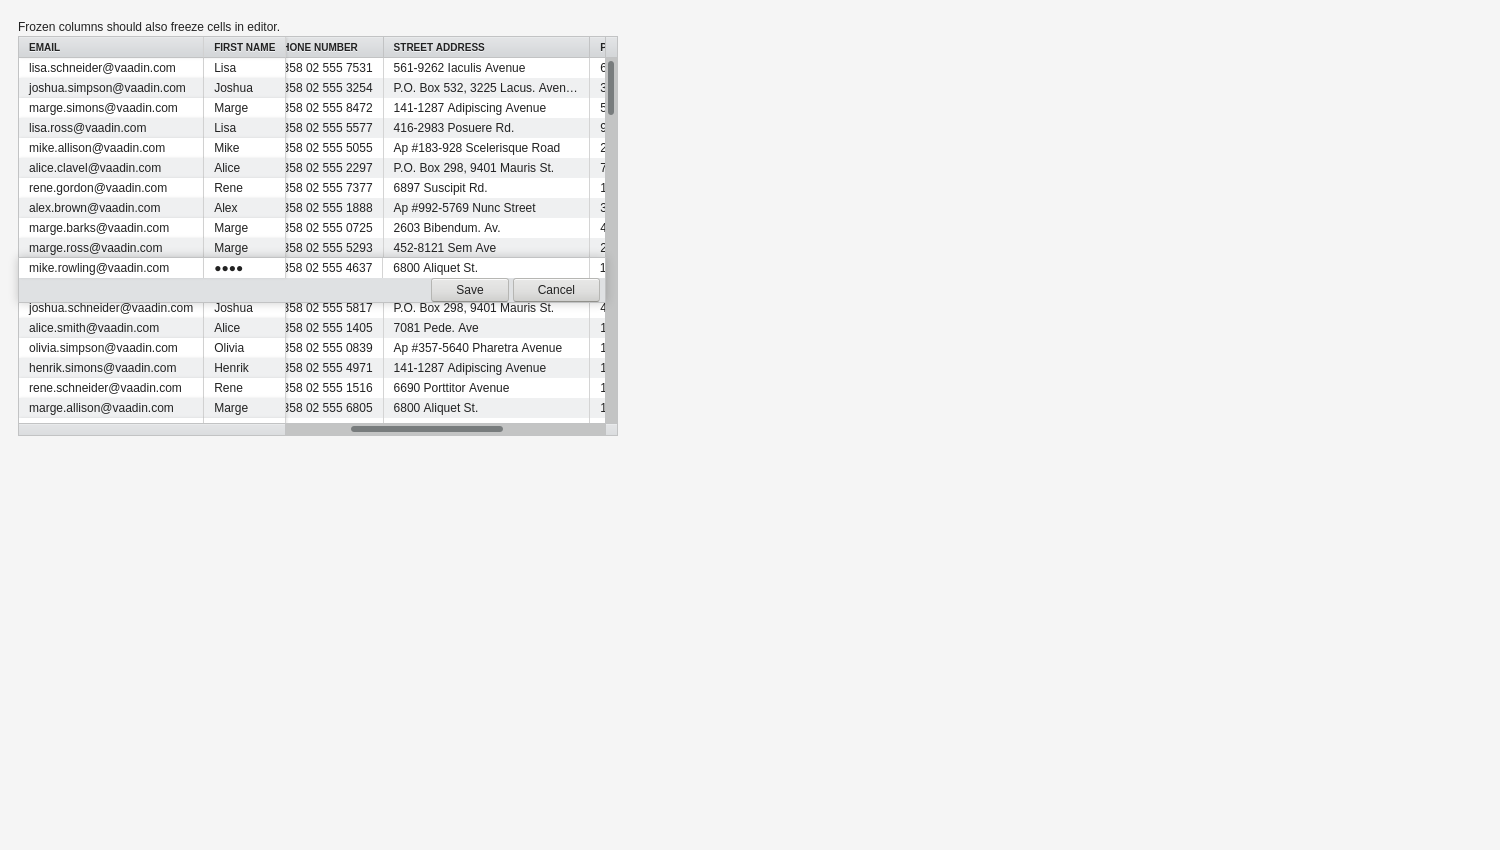 Frozen columns should also freeze cells in editor.
EMAIL FIRST NAME HONE NUMBER STREET ADDRESS
lisa.schneider@vaadin.com Lisa 358 02 555 7531 561-9262 Iaculis Avenue 6
joshua.simpson@vaadin.com Joshua 358 02 555 3254 P.O. Box 532, 3225 Lacus. Aven… 3
marge.simons@vaadin.com Marge 358 02 555 8472 141-1287 Adipiscing Avenue 5
lisa.ross@vaadin.com Lisa 358 02 555 5577 416-2983 Posuere Rd. 9
mike.allison@vaadin.com Mike 358 02 555 5055 Ap #183-928 Scelerisque Road 2
alice.clavel@vaadin.com Alice 358 02 555 2297 P.O. Box 298, 9401 Mauris St. 7
rene.gordon@vaadin.com Rene 358 02 555 7377 6897 Suscipit Rd. 1
alex.brown@vaadin.com Alex 358 02 555 1888 Ap #992-5769 Nunc Street 3
marge.barks@vaadin.com Marge 358 02 555 0725 2603 Bibendum. Av. 4
marge.ross@vaadin.com Marge 358 02 555 5293 452-8121 Sem Ave 2
mike.rowling@vaadin.com ●●●● 358 02 555 4637 6800 Aliquet St. 1
Save Cancel
joshua.schneider@vaadin.com Joshua 358 02 555 5817 P.O. Box 298, 9401 Mauris St. 4
alice.smith@vaadin.com Alice 358 02 555 1405 7081 Pede. Ave 1
olivia.simpson@vaadin.com Olivia 358 02 555 0839 Ap #357-5640 Pharetra Avenue 1
henrik.simons@vaadin.com Henrik 358 02 555 4971 141-1287 Adipiscing Avenue 1
rene.schneider@vaadin.com Rene 358 02 555 1516 6690 Porttitor Avenue 1
marge.allison@vaadin.com Marge 358 02 555 6805 6800 Aliquet St. 1